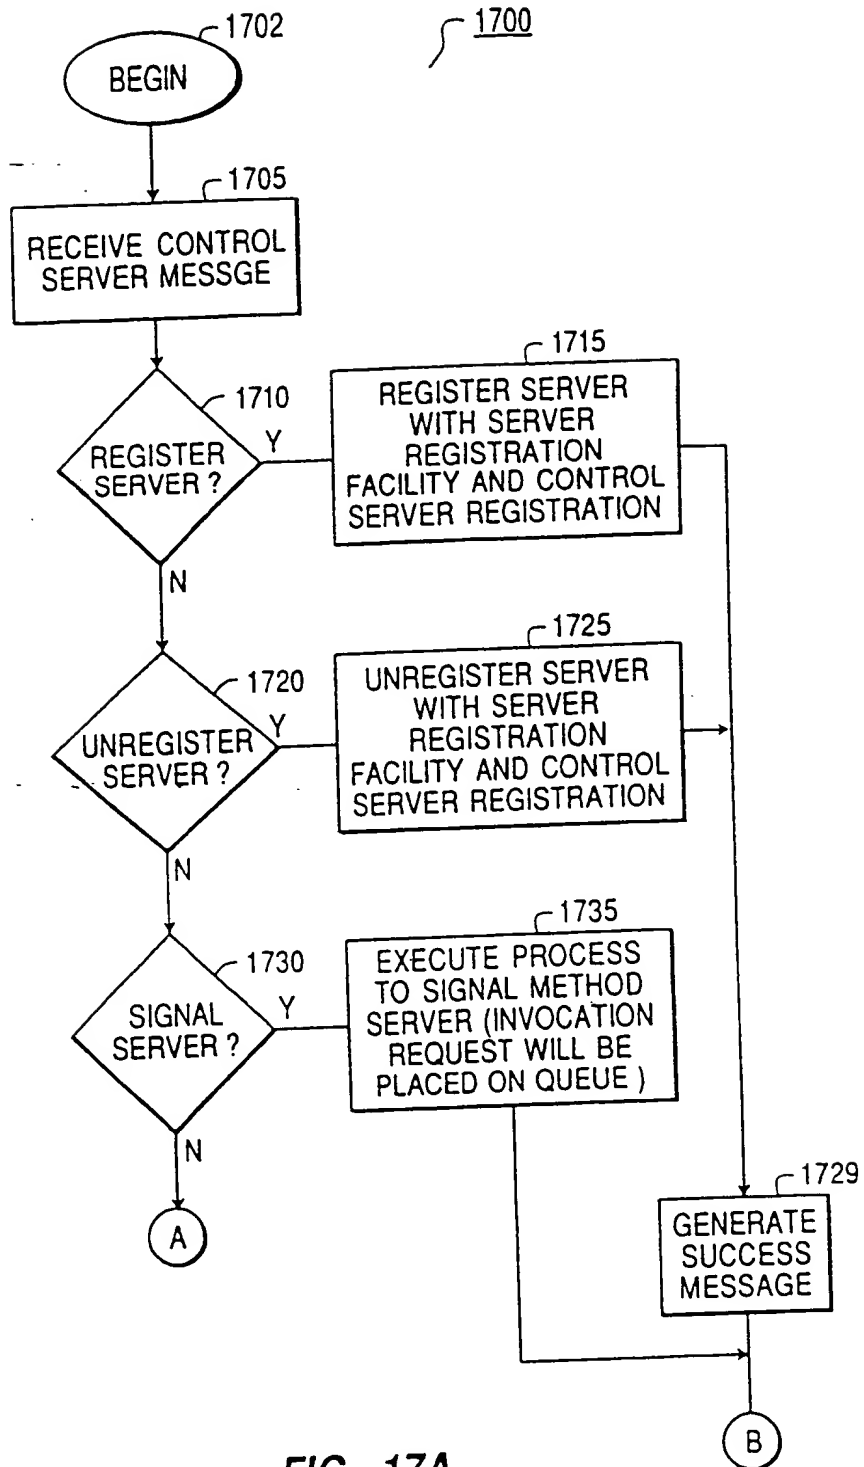 1702
1700
BEGIN
1705
RECEIVE CONTROL
SERVER MESSGE
1710
REGISTER
SERVER ?
Y
N
1715
REGISTER SERVER
WITH SERVER
REGISTRATION
FACILITY AND CONTROL
SERVER REGISTRATION
1720
UNREGISTER
SERVER ?
Y
N
1725
UNREGISTER SERVER
WITH SERVER
REGISTRATION
FACILITY AND CONTROL
SERVER REGISTRATION
1730
SIGNAL
SERVER ?
Y
N
1735
EXECUTE PROCESS
TO SIGNAL METHOD
SERVER (INVOCATION
REQUEST WILL BE
PLACED ON QUEUE )
A
1729
GENERATE
SUCCESS
MESSAGE
B
FIG. 17A